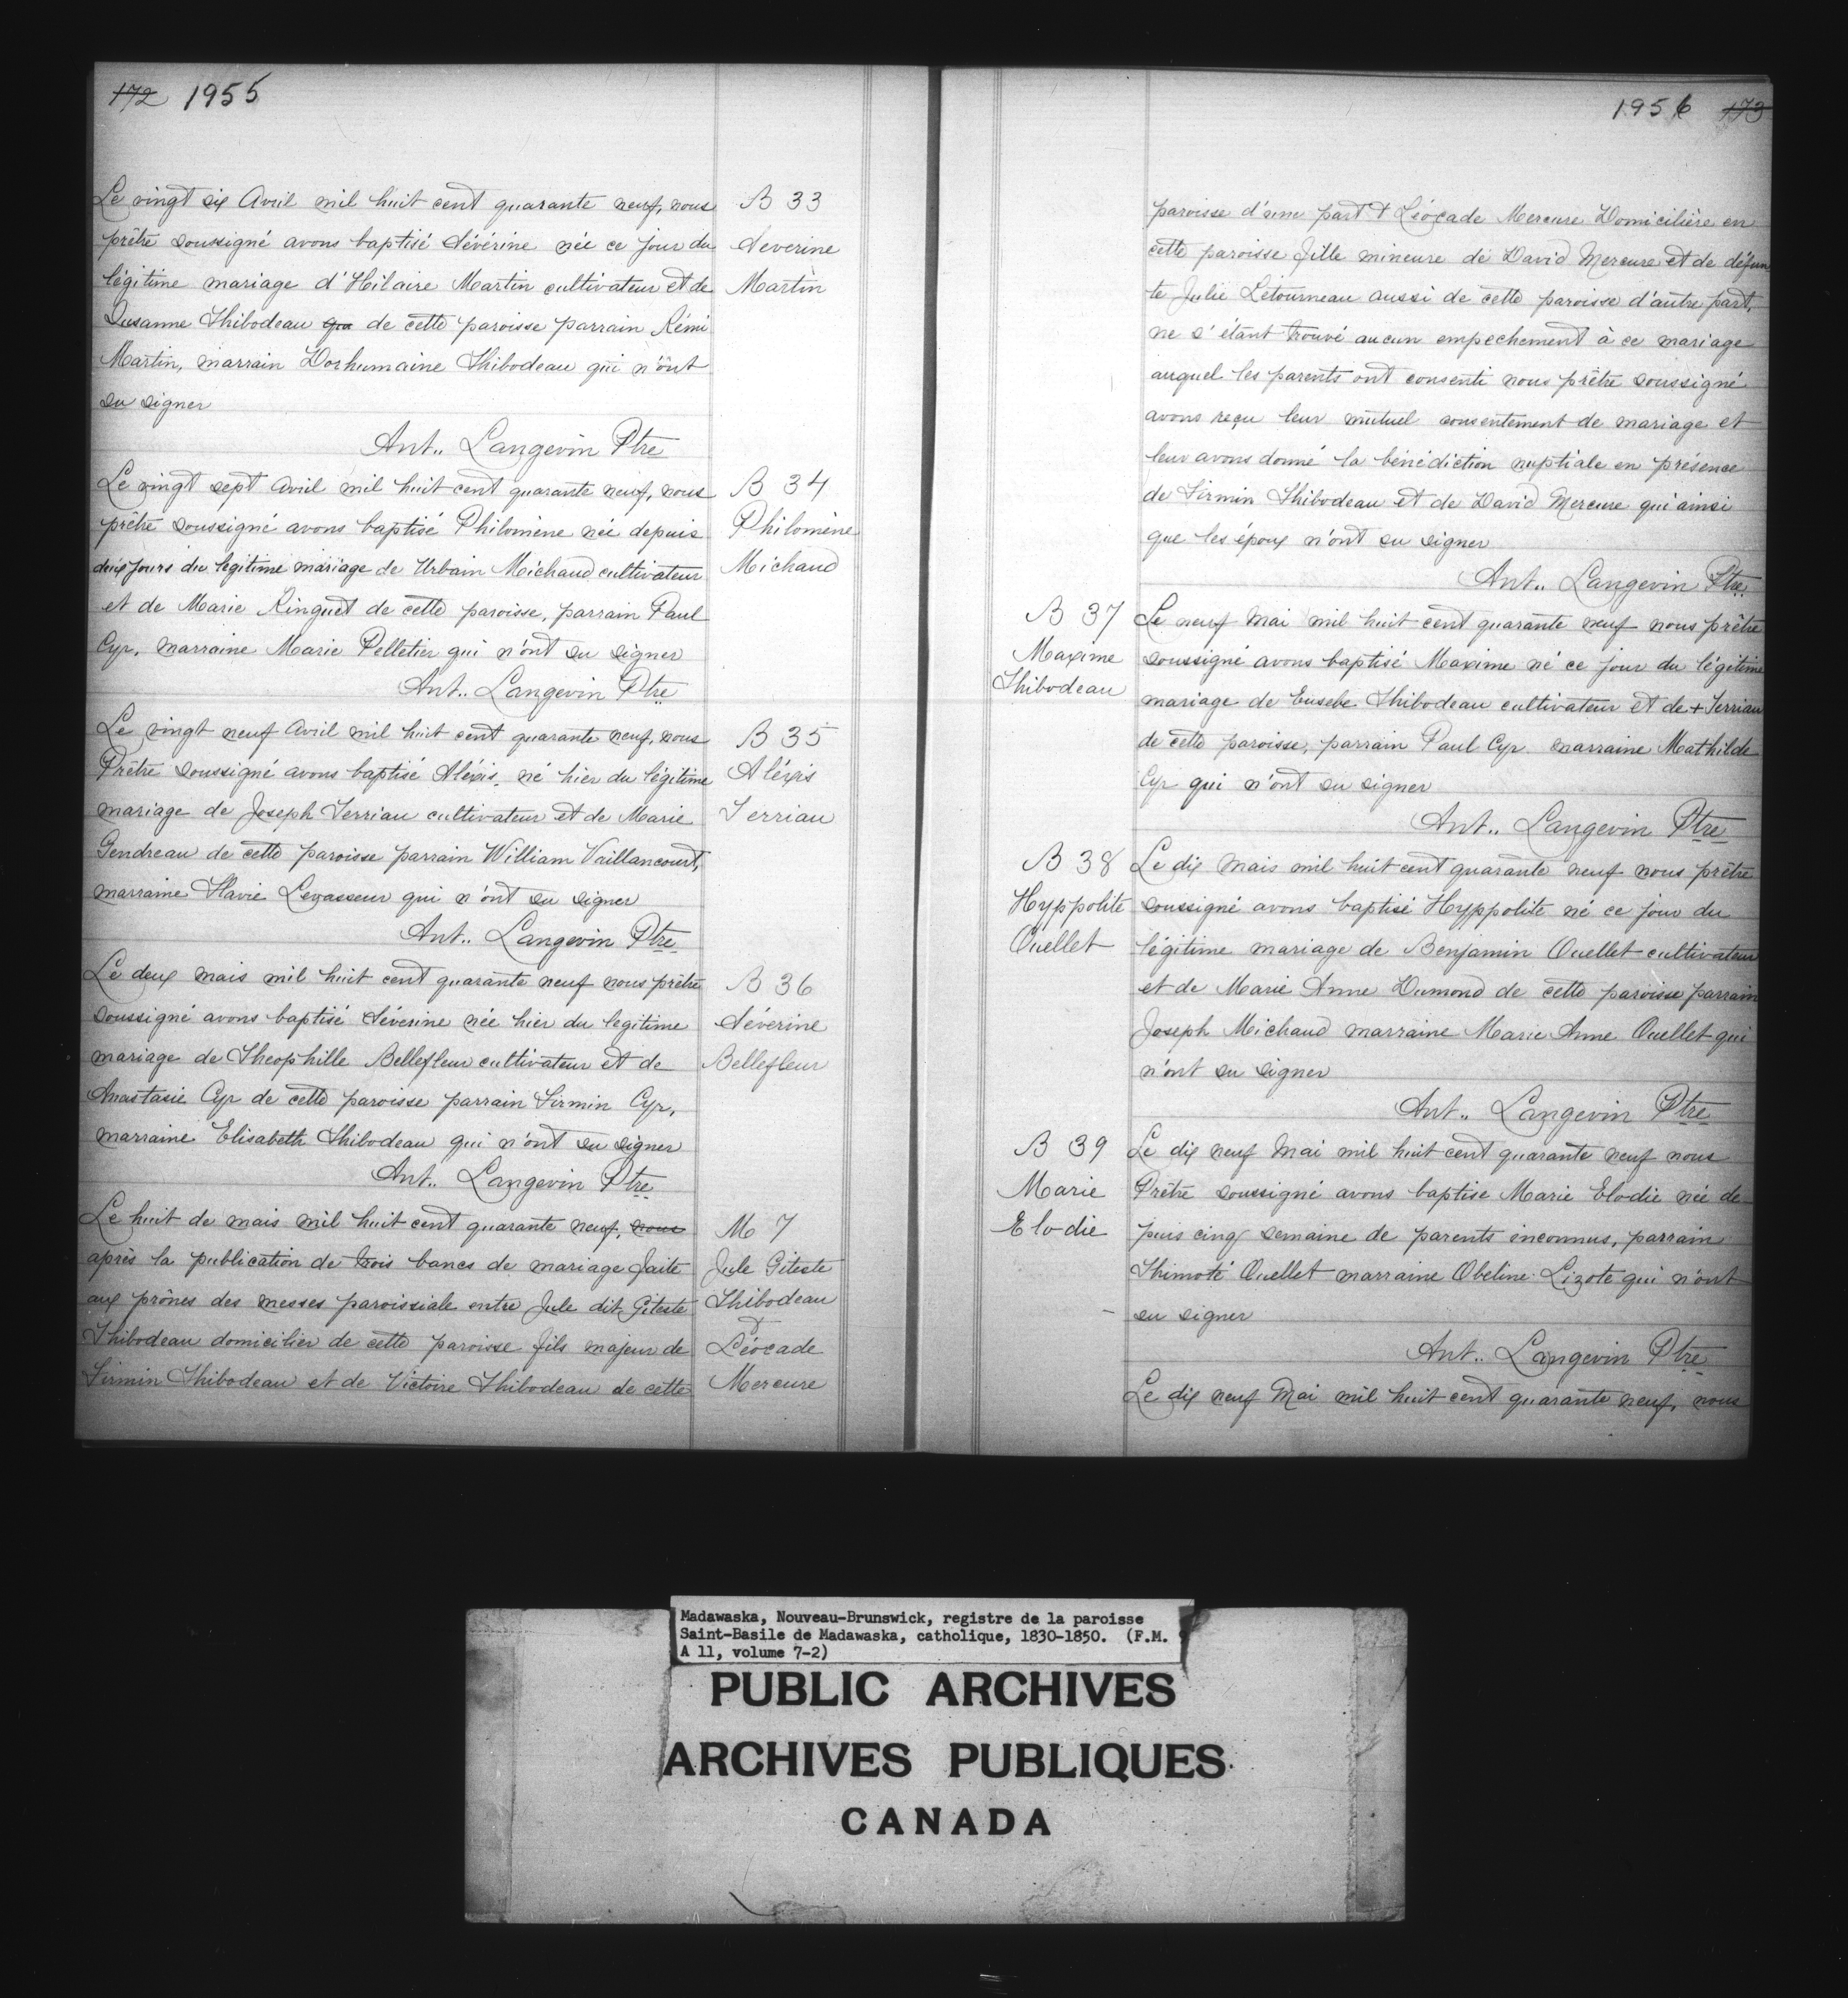 172 1955
Le vingt six Avril mil huit cent quarante neuf, nous
prêtre soussigné avons baptisé Sévérine née ce jour du
légitime mariage d'Hilaire Martin cultivateur et de
Susanne Thibodeau qui de cette paroisse parrain Rémi
Martin, marrain Dorhumaine Thibodeau qui n'ont
su signer
Ant.. Langevin Ptre
B 33
Severine
Martin
Le vingt sept Avril mil huit cent quarante neuf, nous
prêtre soussigné avons baptisé Philomène née depuis
deux jours du legitime mariage de Urbain Michaud cultivateur
et de Marie Ringuet de cette paroisse, parrain Paul
Cyr, marraine Marie Pelletier qui n'ont su signer
Ant.. Langevin Ptre
B 34
Philomène
Michaud
Le vingt neuf Avril mil huit cent quarante neuf, nous
Prêtre soussigné avons baptisé Aléxis, né hier du légitime
mariage de Joseph Terriau cultivateur et de Marie
Gendreau de cette paroisse parrain William Vaillancourt,
marraine Flavie Levasseur qui n'ont su signer
Ant.. Langevin Ptre
B 35
Aléxis
Terriau
Le deux mais mil huit cent quarante neuf nous prêtre
soussigné avons baptisé Séverine née hier du legitime
mariage de Theophille Bellefleur cultivateur et de
Anastasie Cyr de cette paroisse parrain Firmin Cyr,
marraine Elisabeth Thibodeau qui n'ont su signer
Ant.. Langevin Ptre
B 36
Séverine
Bellefleur
Le huit de mais mil huit cent quarante neuf, nous
après la publication de trois bancs de mariage faite
aux prônes des messes paroissiale entre Jule dit Giteste
Thibodeau domicilier de cette paroisse fils majeur de
Firmin Thibodeau et de Victoire Thibodeau de cette
M 7
Jule Giteste
Thibodeau
&
Léocade
Mercure
1956 173
paroisse d'une part & Léocade Mercure Domicilière en
cette paroisse fille mineure de David Mercure et de défun
te Julie Letourneau aussi de cette paroisse d'autre part,
ne s'étant trouvé aucun empechement à ce mariage
auquel les parents ont consenti nous prêtre soussigné
avons reçu leur mutuel consentement de mariage et
leur avons donné la bénédiction nuptiale en présence
de Firmin Thibodeau et de David Mercure qui ainsi
que les époux n'ont su signer
Ant.. Langevin Ptre
B 37
Maxime
Thibodeau
Le neuf Mai mil huit cent quarante neuf nous prêtre
soussigné avons baptisé Maxime né ce jour du légitime
mariage de Eusebe Thibodeau cultivateur et de + Terriau
de cette paroisse, parrain Paul Cyr marraine Mathilde
Cyr qui n'ont su signer
Ant.. Langevin Ptre
B 38
Hyppolite
Ouellet
Le dix Mais mil huit cent quarante neuf nous prêtre
soussigné avons baptisé Hyppolite né ce jour du
légitime mariage de Benjamin Ouellet cultivateur
et de Marie Anne Dumond de cette paroisse parrain
Joseph Michaud marraine Marie Anne Ouellet qui
n'ont su signer
Ant.. Langevin Ptre
B 39
Marie
Elodie
Le dix neuf Mai mil huit cent quarante neuf nous
Prêtre soussigné avons baptise Marie Elodie née de
puis cinq semaine de parents inconnus, parrain
Thimoté Ouellet marraine Obeline Lizote qui n'ont
su signer
Ant.. Langevin Ptre
Le dix neuf Mai mil huit cent quarante neuf, nous
Madawaska, Nouveau-Brunswick, registre de la paroisse
Saint-Basile de Madawaska, catholique, 1830-1850. (F.M. 9
A 11, volume 7-2)
PUBLIC ARCHIVES
ARCHIVES PUBLIQUES
CANADA